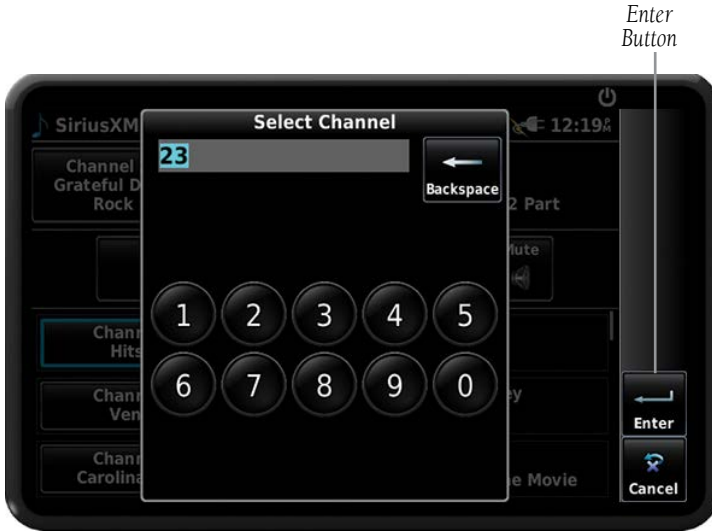 Enter
Button
SiriusXM
Select Channel
12:19
23
Backspace
Channel
Grateful D
Rock
2 Part
Mute
1 2 3 4 5
Chann
Hits
6 7 8 9 0
Chann
Ven
ey
Enter
Chann
Carolina
e Movie
Cancel